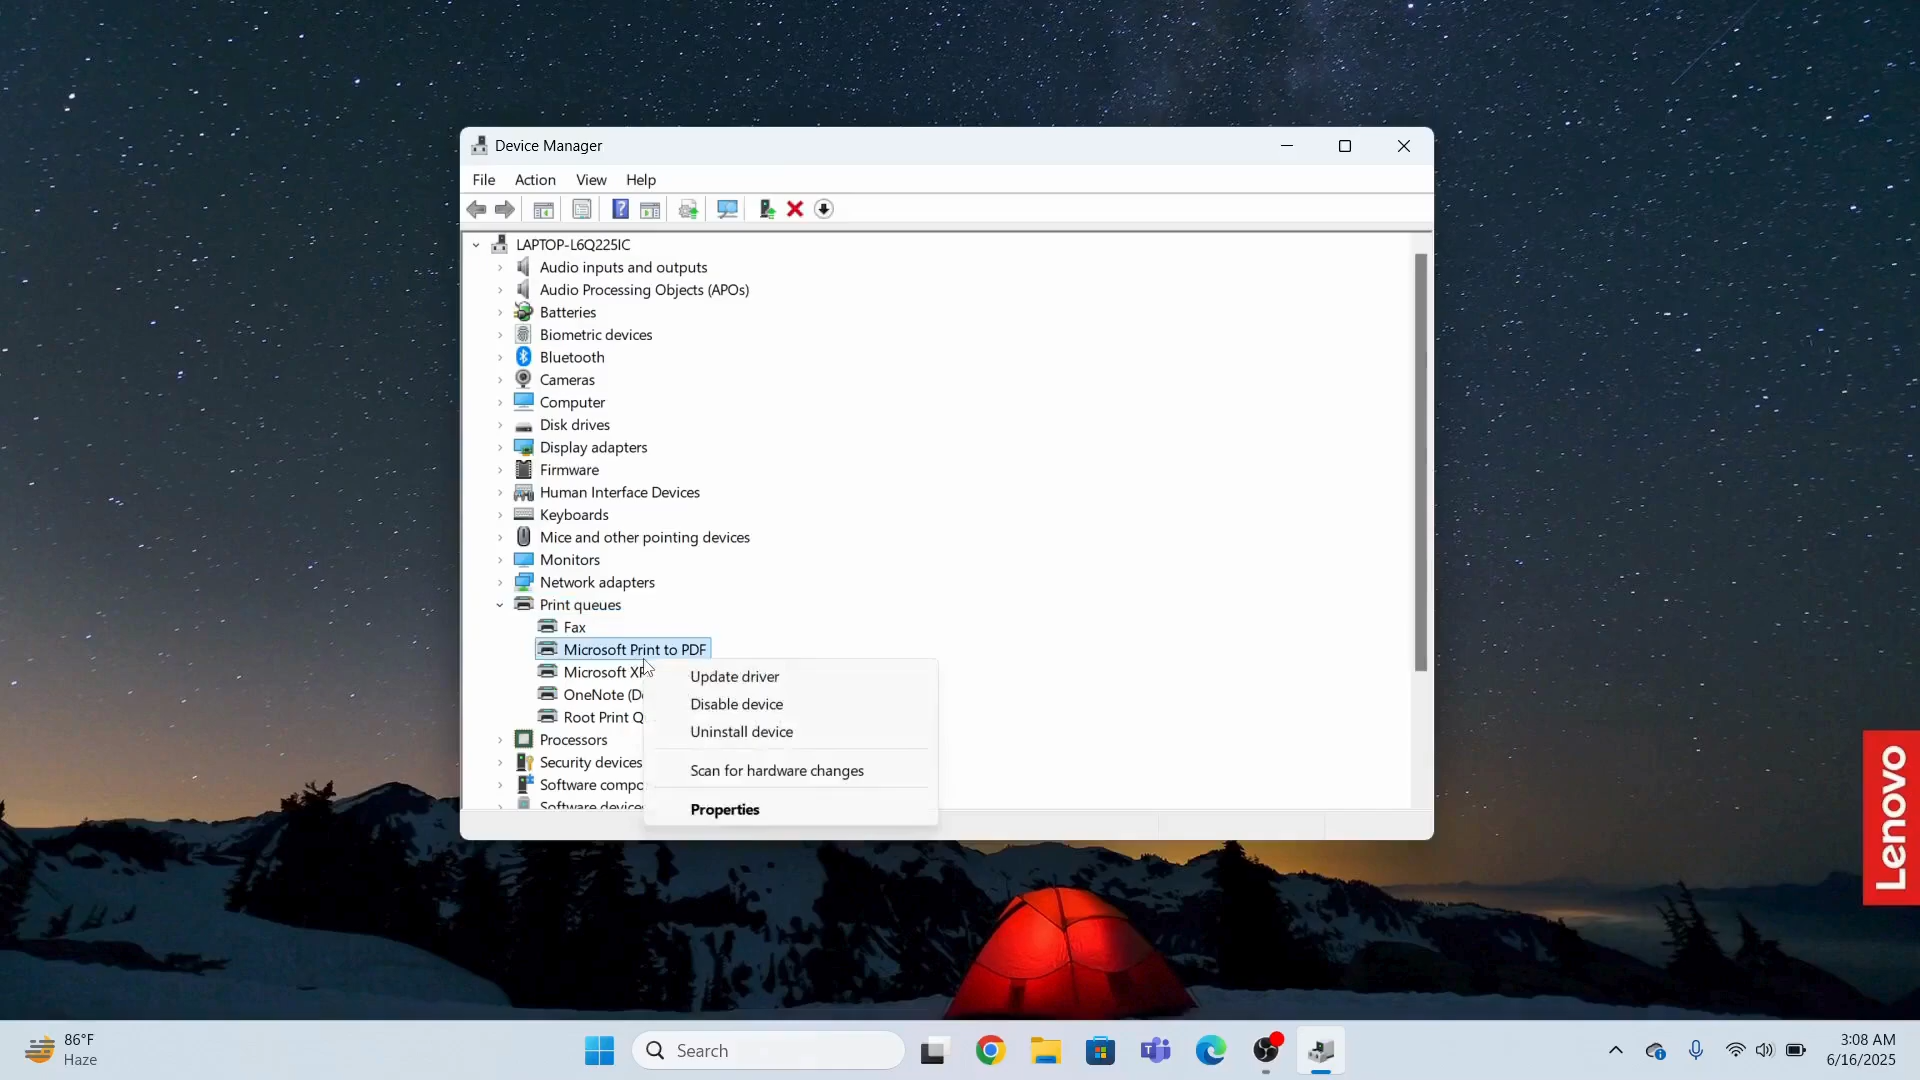 Device Manager
File Action View Help
LAPTOP-L6Q225IC
Audio inputs and outputs
Audio Processing Objects (APOs)
Batteries
Biometric devices
Bluetooth
Cameras
Computer
Disk drives
Display adapters
Firmware
Human Interface Devices
Keyboards
Mice and other pointing devices
Monitors
Network adapters
Print queues
Fax
Microsoft Print to PDF
Microsoft XP
OneNote (D
Root Print Q
Processors
Security devices
Software compo
Software devices
Update driver
Disable device
Uninstall device
Scan for hardware changes
Properties
Lenovo
86°F
Haze
Search
3:08 AM
6/16/2025